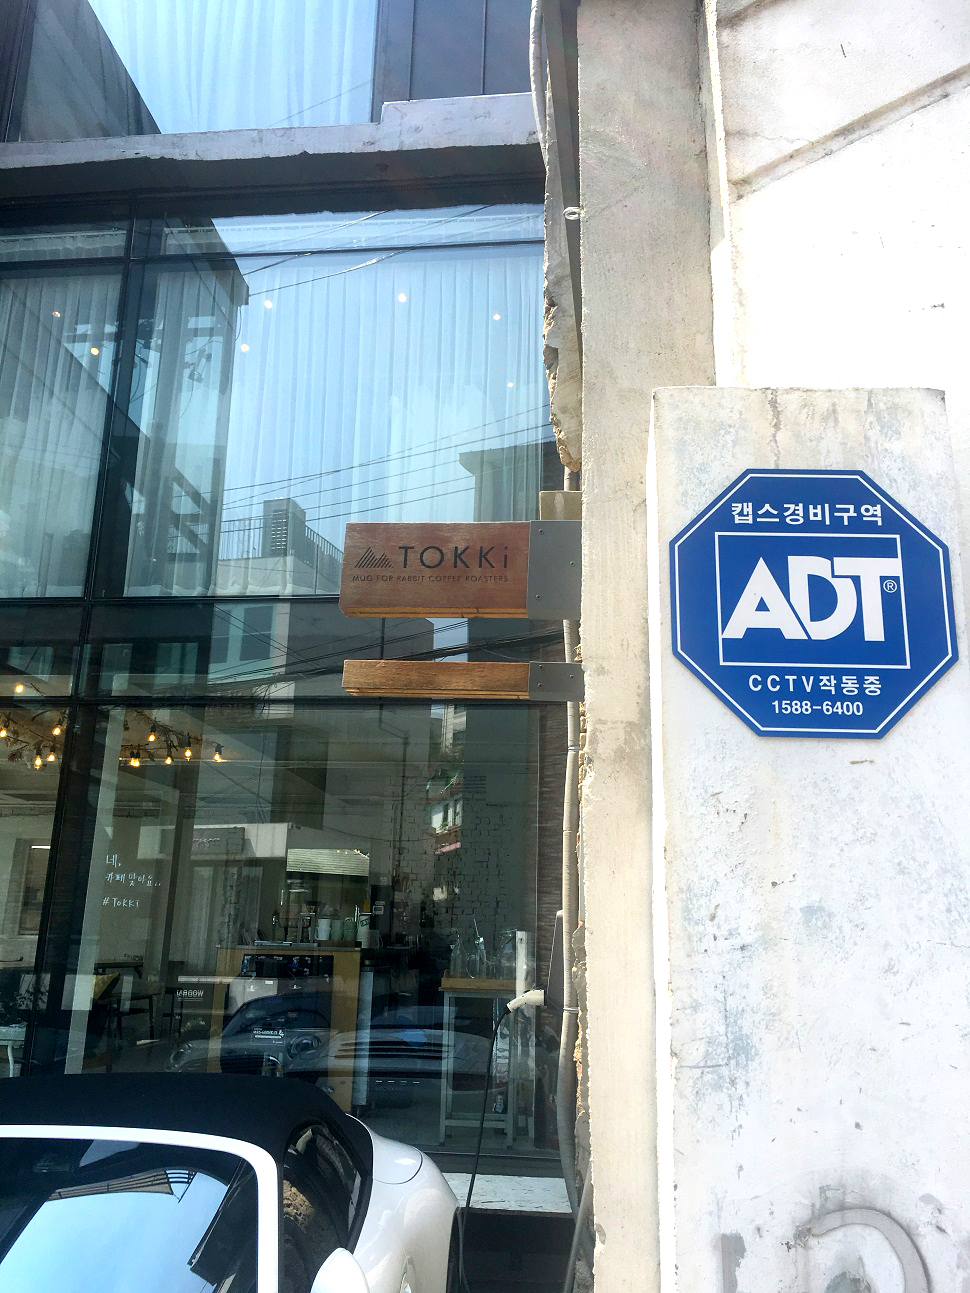 TOKKi
MUG FOR RABBIT COFFEE ROASTERS
캡스경비구역
ADT®
CCTV작동중
1588-6400
네,
카페 맞아요..
#TOKKi